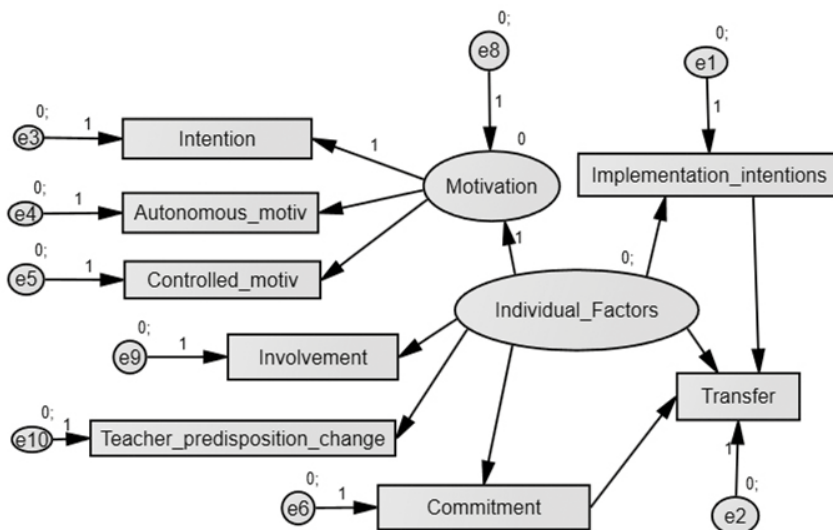 0;
e8
0;
e1
1
1
0;
e3
1
Intention
1
0
Motivation
Implementation_intentions
0;
e4
1
Autonomous_motiv
0;
e5
1
Controlled_motiv
1
0;
Individual_Factors
0;
e9
1
Involvement
Transfer
0;
e10
1
Teacher_predisposition_change
1
0;
e6
1
Commitment
0;
e2